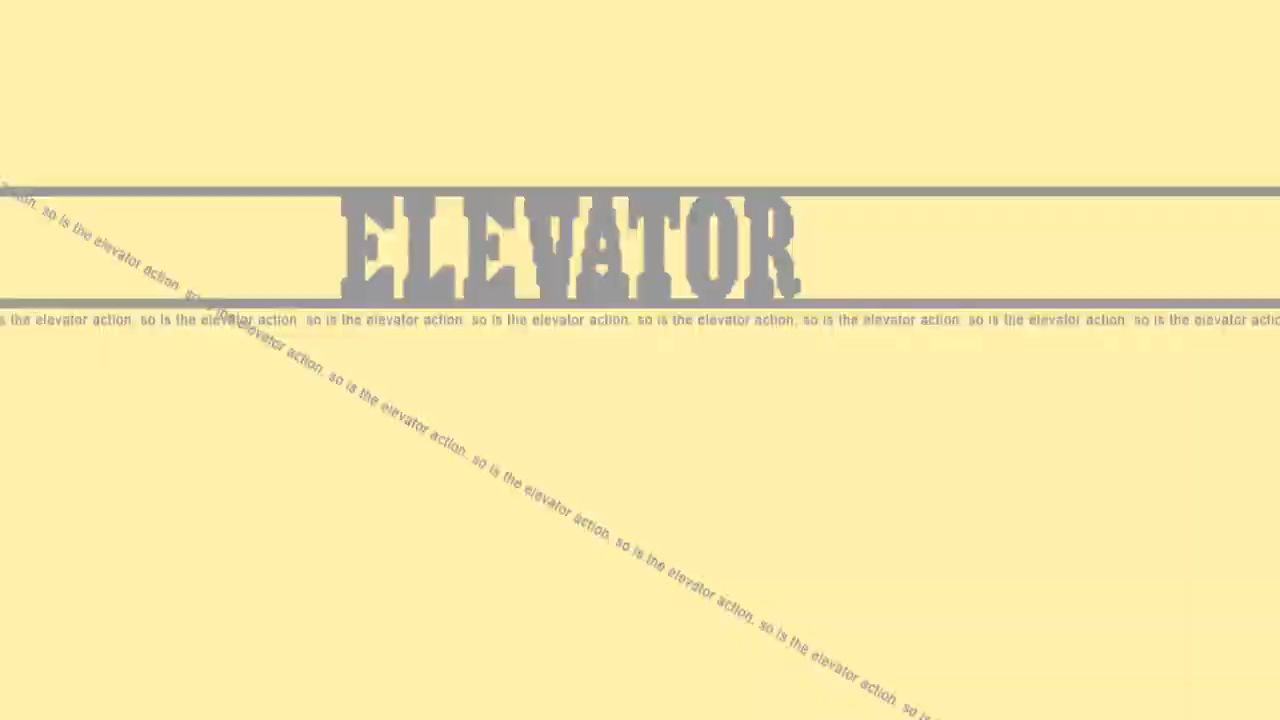 ELEVATOR
s the elevator action. so is the elevator action. so is the elevator action. so is the elevator action. so is the elevator action. so is the elevator action. so is the elevator action. so is the elevator actio
so is the elevator action. so is the elevator action. so is the elevator action. so is the elevator action. so is the elevator action. so is the elevator action. so is